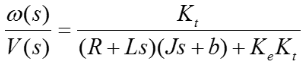 ω(s)/V(s) = K_t/((R + Ls)(Js + b) + K_e K_t)